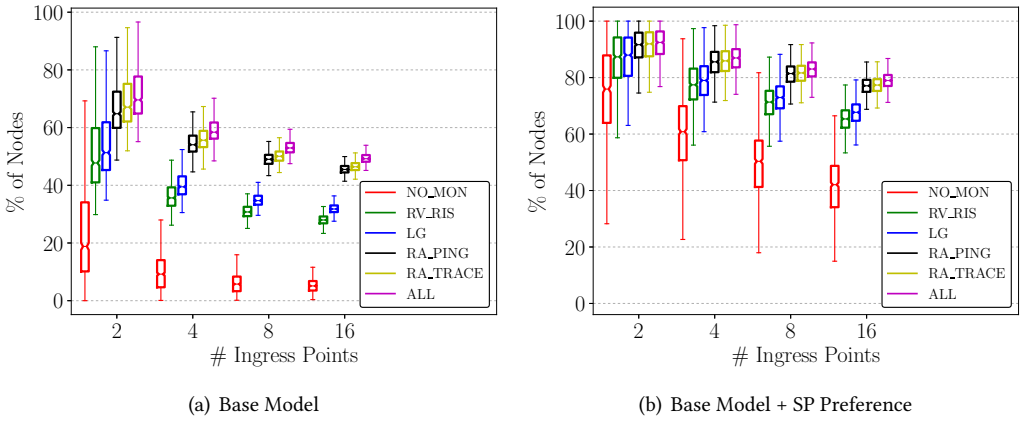 100
80
60
40
20
0
% of Nodes
2
4
8
16
# Ingress Points
NO_MON
RV_RIS
LG
RA_PING
RA_TRACE
ALL
(a) Base Model
100
80
60
40
20
0
% of Nodes
2
4
8
16
# Ingress Points
NO_MON
RV_RIS
LG
RA_PING
RA_TRACE
ALL
(b) Base Model + SP Preference